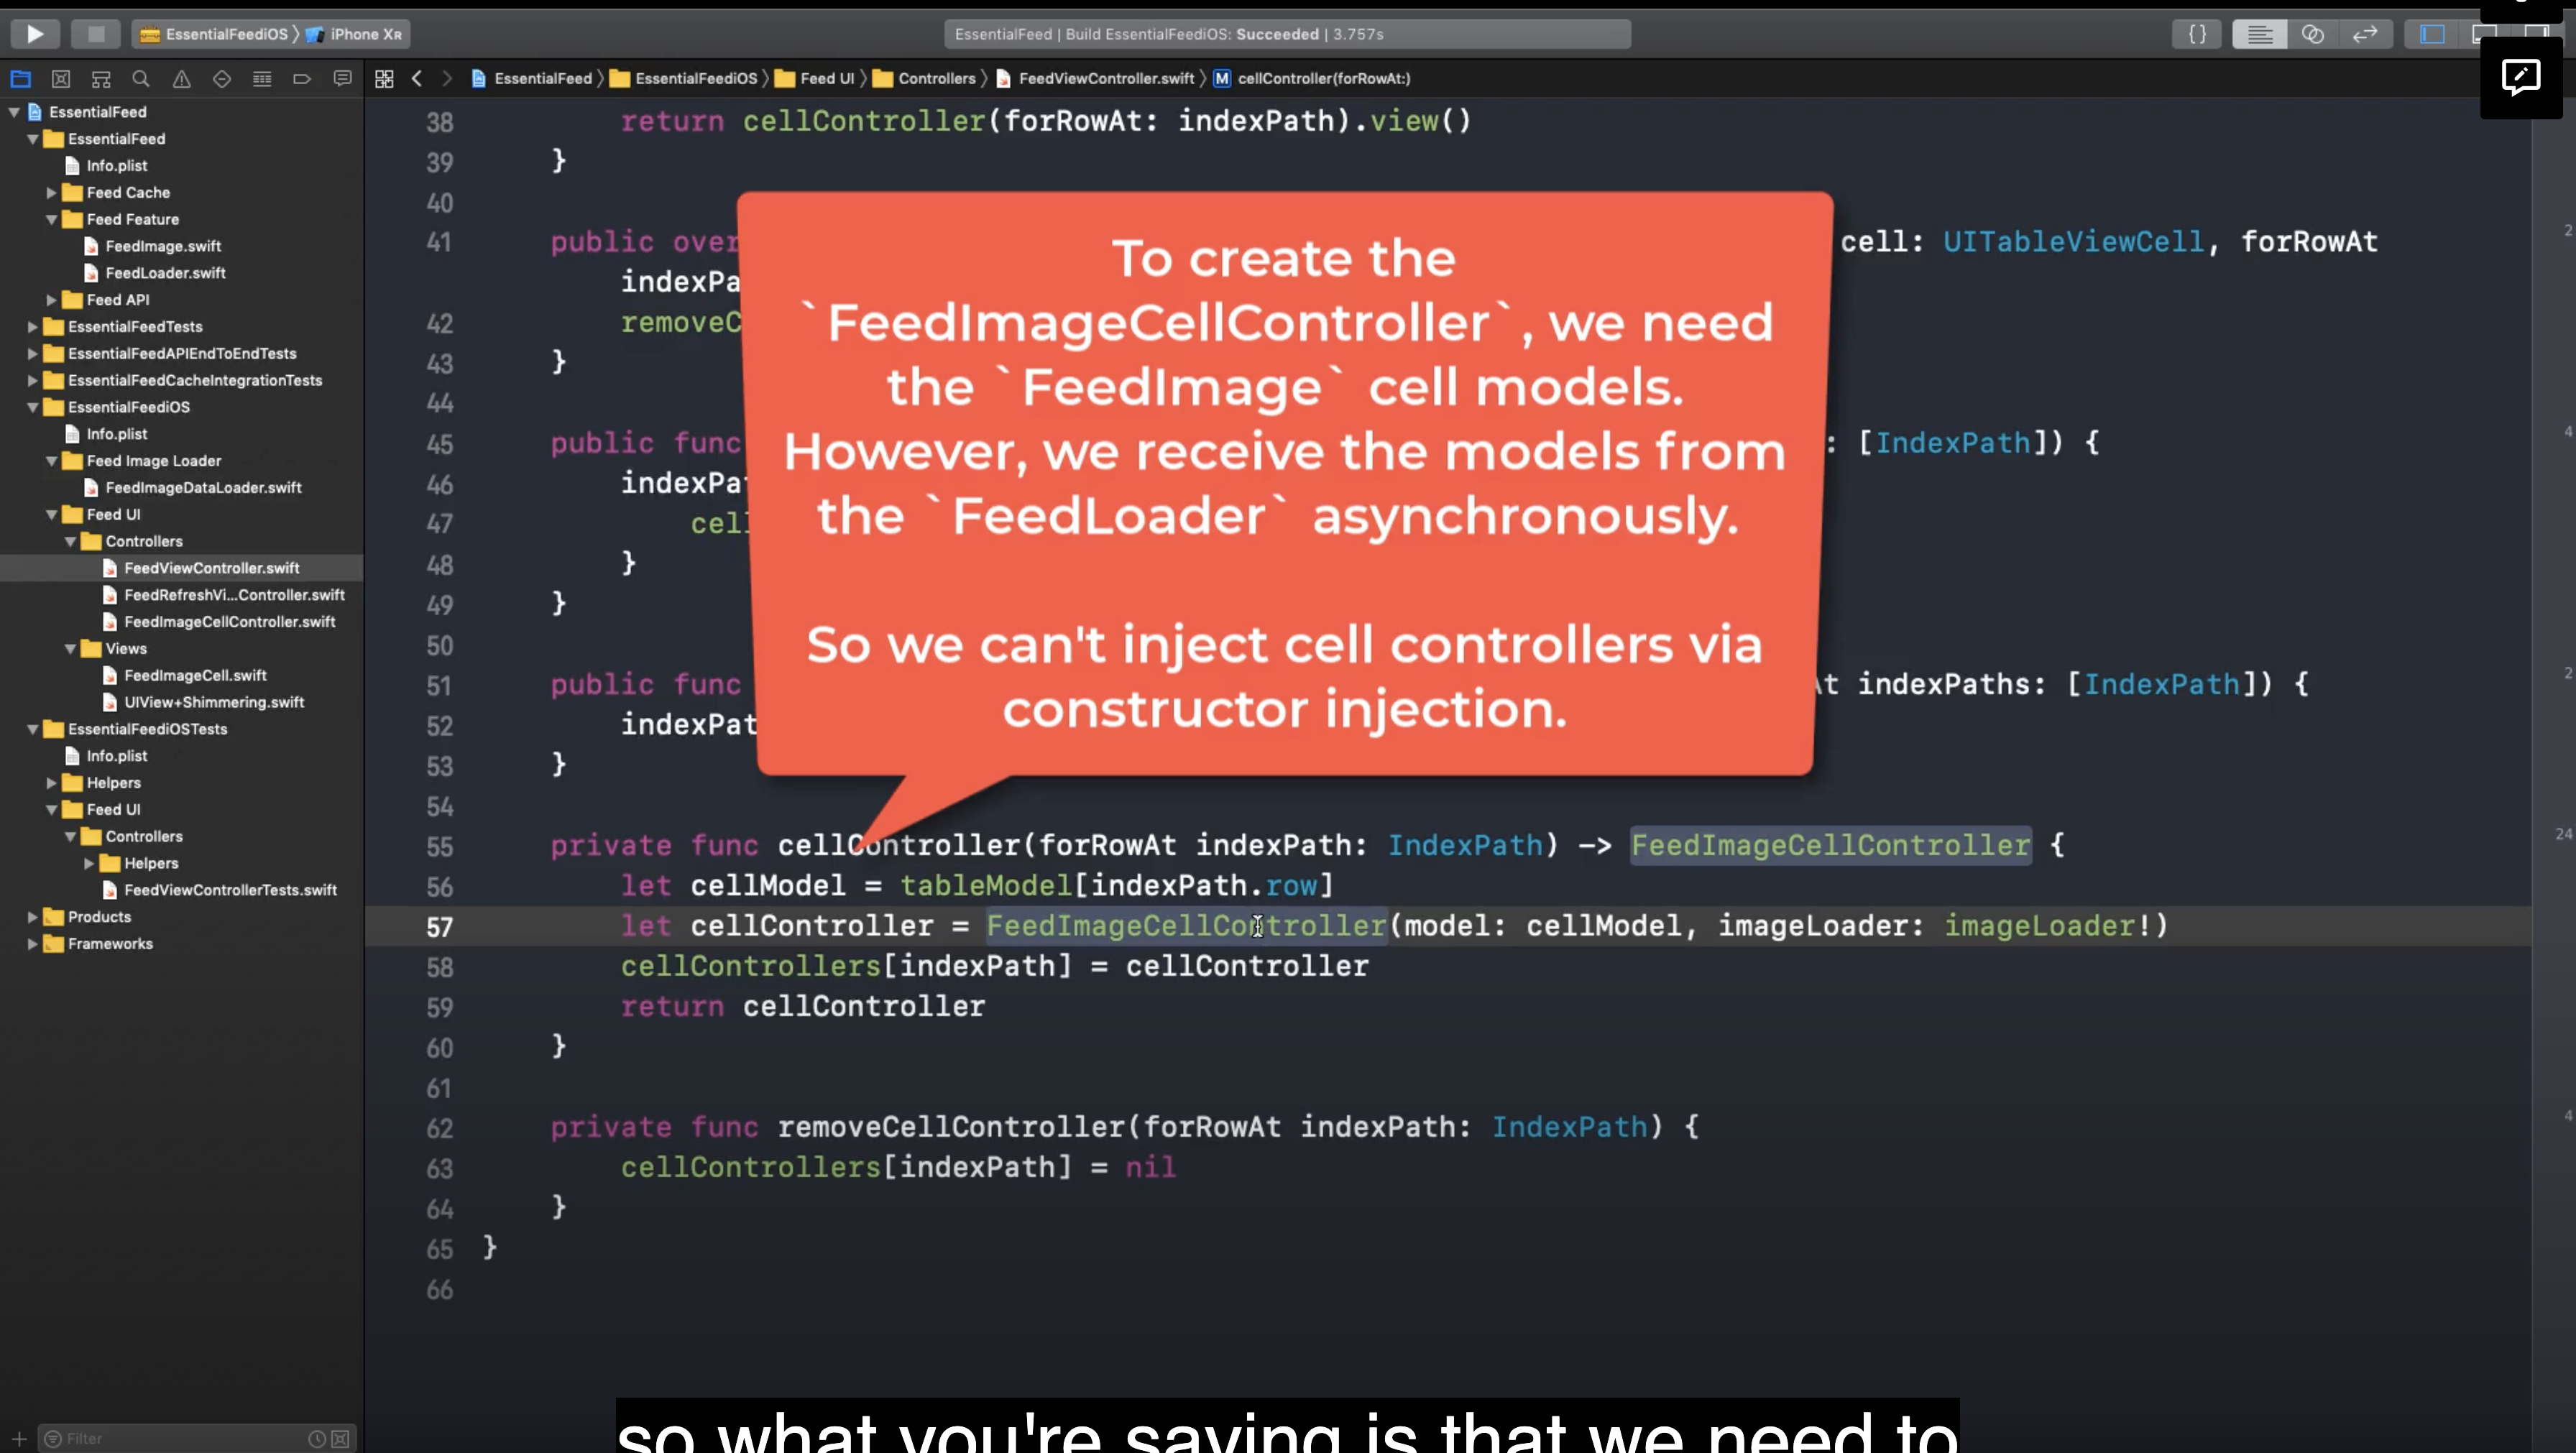 EssentialFeediOS 〉 iPhone XR
EssentialFeed | Build EssentialFeediOS: Succeeded | 3.757s
EssentialFeed 〉 EssentialFeediOS 〉 Feed UI 〉 Controllers 〉 FeedViewController.swift 〉 M cellController(forRowAt:)
EssentialFeed
EssentialFeed
Info.plist
Feed Cache
Feed Feature
FeedImage.swift
FeedLoader.swift
Feed API
EssentialFeedTests
EssentialFeedAPIEndToEndTests
EssentialFeedCacheIntegrationTests
EssentialFeediOS
Info.plist
Feed Image Loader
FeedImageDataLoader.swift
Feed UI
Controllers
FeedViewController.swift
FeedRefreshVi...Controller.swift
FeedImageCellController.swift
Views
FeedImageCell.swift
UIView+Shimmering.swift
EssentialFeediOSTests
Info.plist
Helpers
Feed UI
Controllers
Helpers
FeedViewControllerTests.swift
Products
Frameworks
Filter
38 return cellController(forRowAt: indexPath).view()
39 }
40
41 public over cell: UITableViewCell, forRowAt
indexPa
42 removeC
43 }
44
45 public func : [IndexPath]) {
46 indexPa
47 cell
48 }
49 }
50
51 public func At indexPaths: [IndexPath]) {
52 indexPat
53 }
54
55 private func cellController(forRowAt indexPath: IndexPath) -> FeedImageCellController {
56 let cellModel = tableModel[indexPath.row]
57 let cellController = FeedImageCellController(model: cellModel, imageLoader: imageLoader!)
58 cellControllers[indexPath] = cellController
59 return cellController
60 }
61
62 private func removeCellController(forRowAt indexPath: IndexPath) {
63 cellControllers[indexPath] = nil
64 }
65 }
66
To create the
`FeedImageCellController`, we need
the `FeedImage` cell models.
However, we receive the models from
the `FeedLoader` asynchronously.
So we can't inject cell controllers via
constructor injection.
2
4
2
24
4
so what you're saying is that we need to